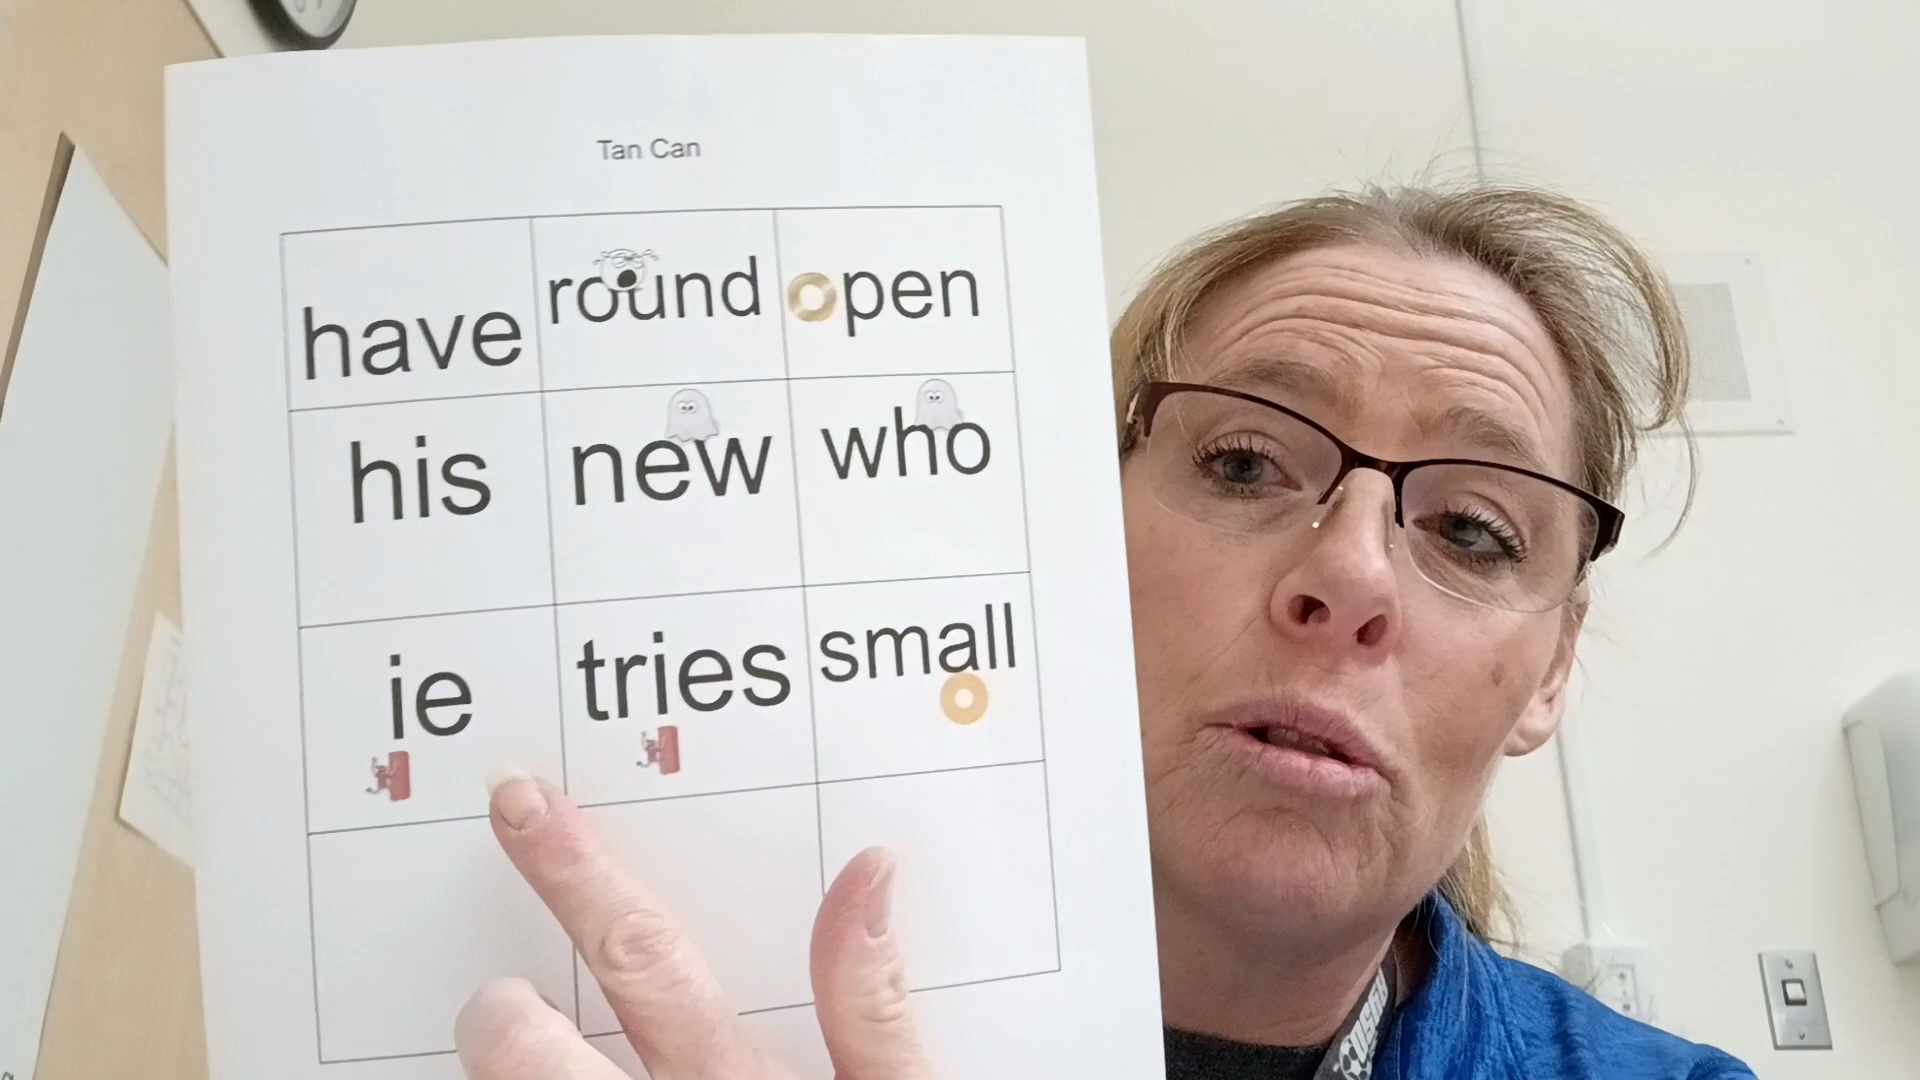 Tan Can
have round open
his new who
ie tries small